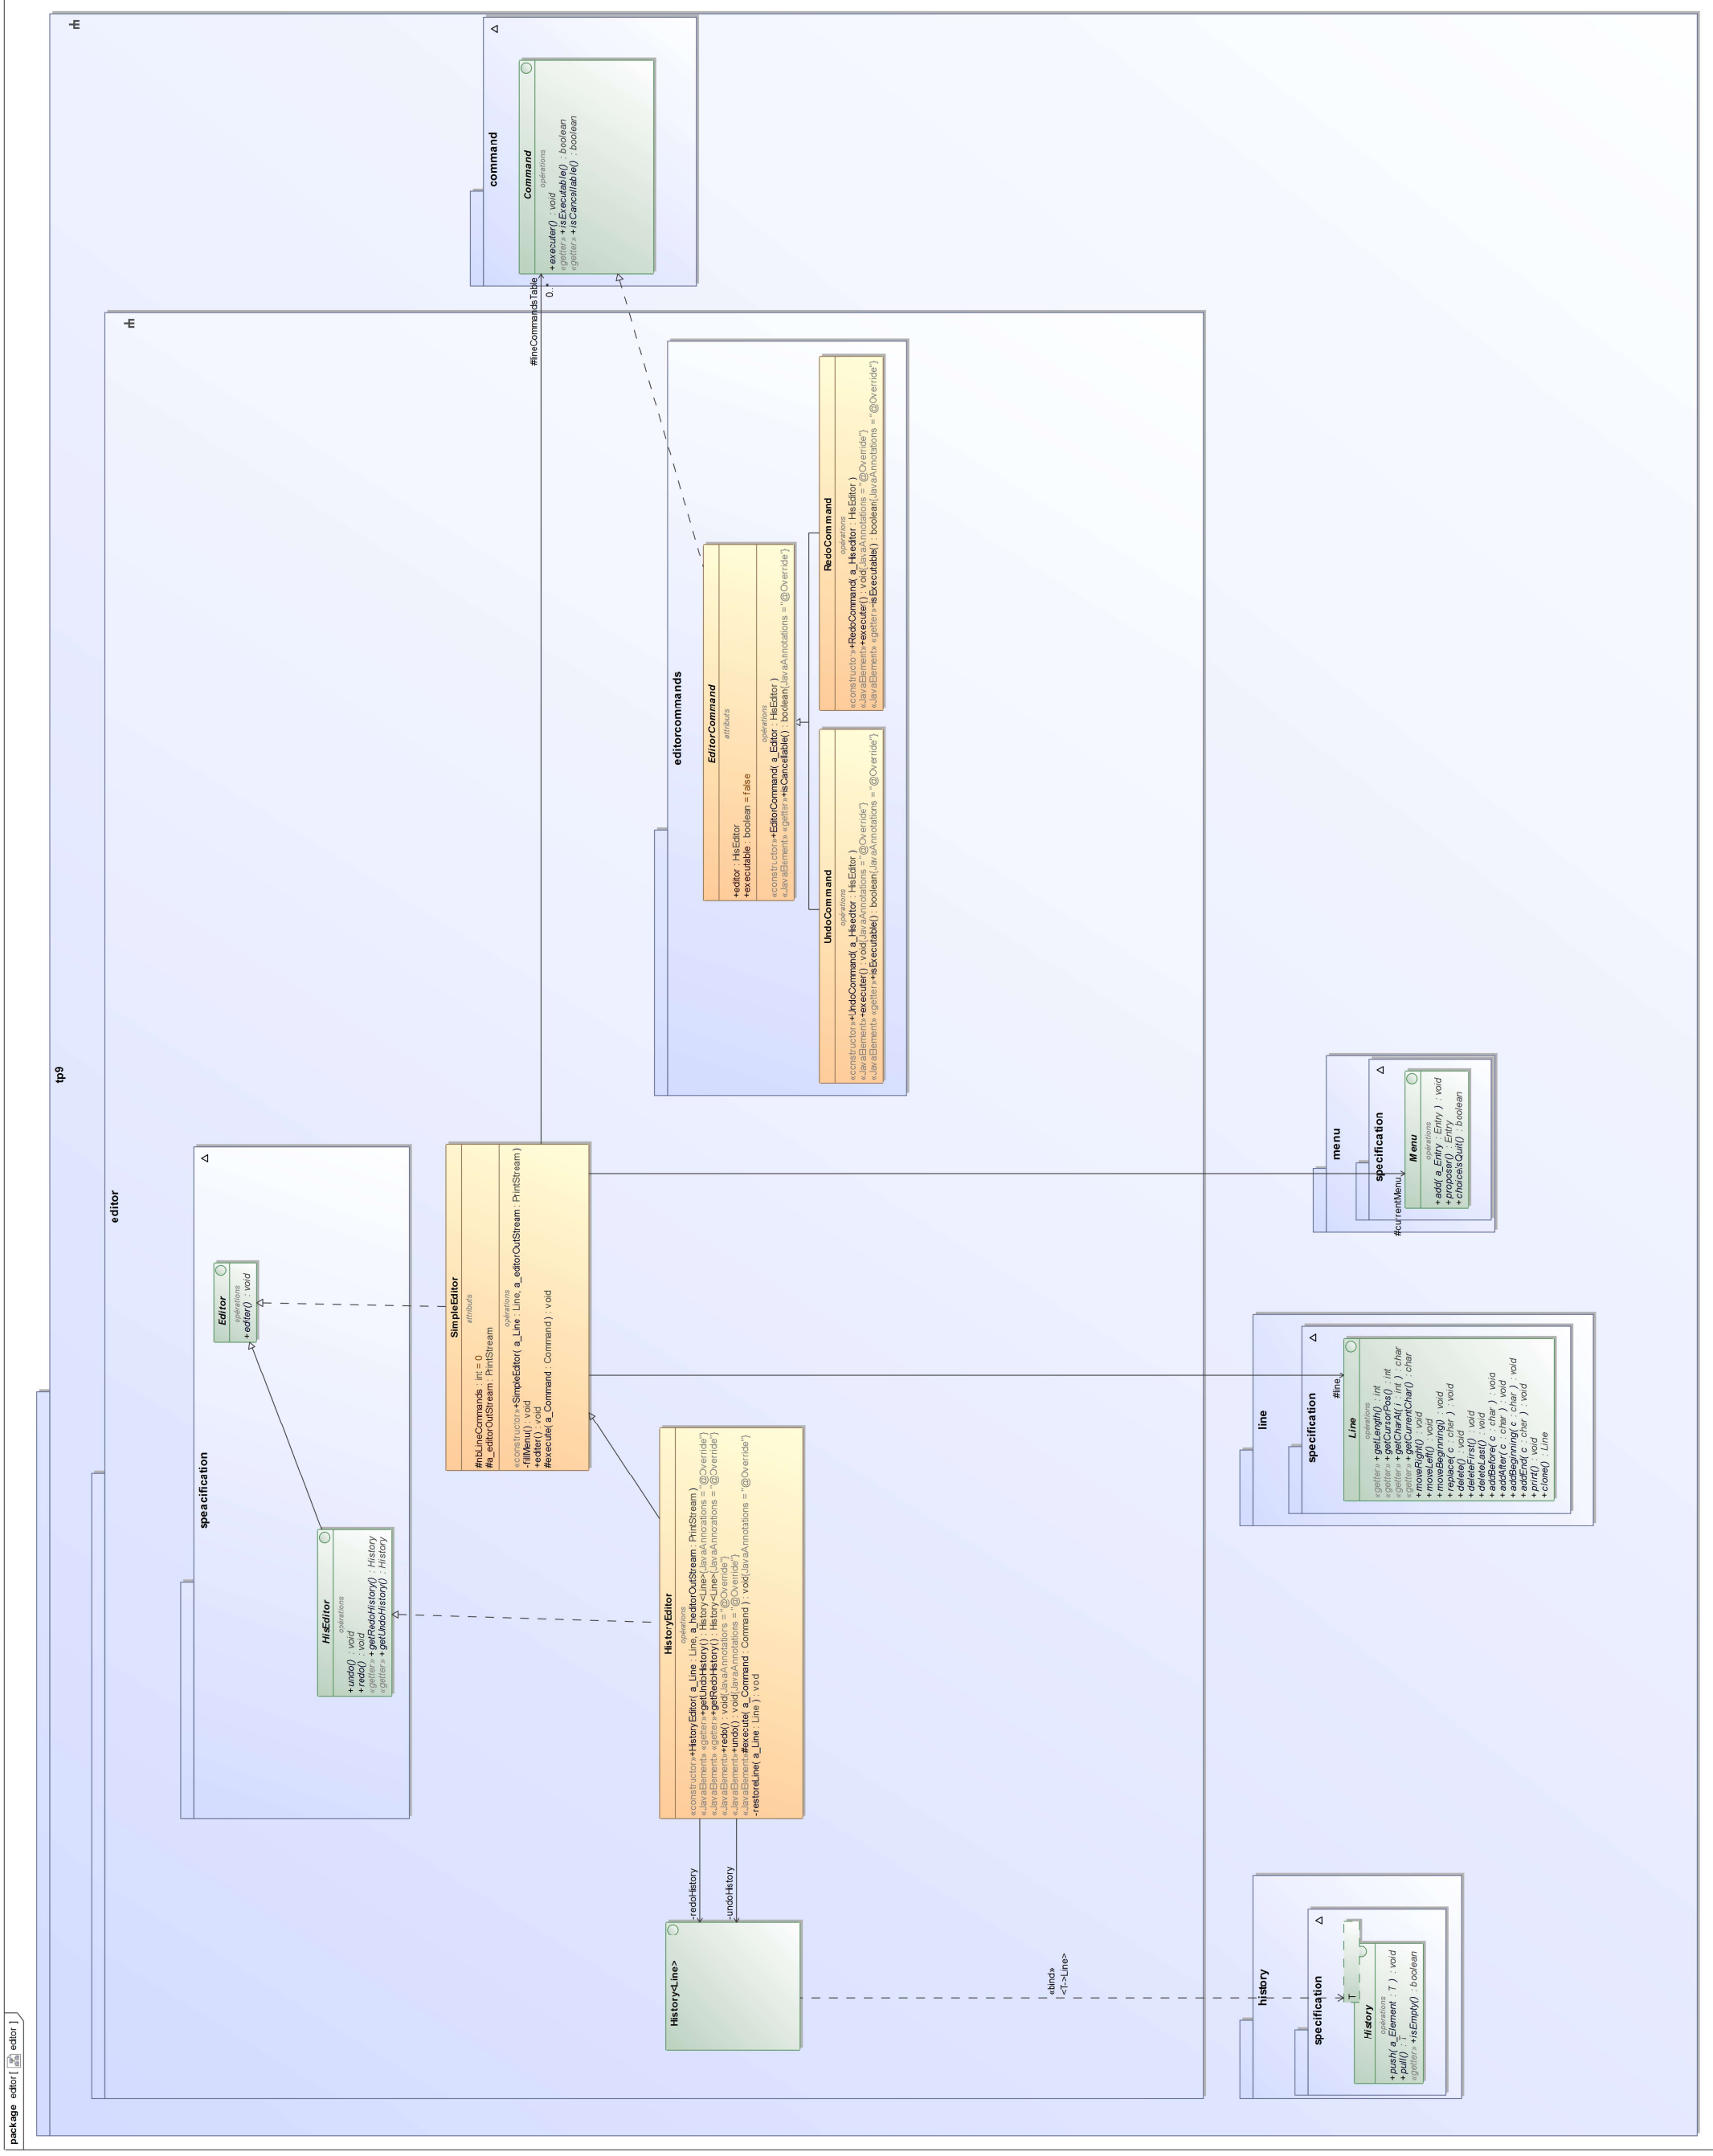 package editor [ editor ]
tp9
editor
speacification
HisEditor
opérations
+undo() : void
+redo() : void
«getter» +getRedoHistory() : History
«getter» +getUndoHistory() : History
Editor
opérations
+editer() : void
SimpleEditor
attributs
#nbLineCommands : int = 0
#a_editorOutStream : PrintStream
opérations
«constructor»+SimpleEditor( a_Line : Line, a_editorOutStream : PrintStream )
-fillMenu() : void
+editer() : void
#execute( a_Command : Command ) : void
HistoryEditor
opérations
«constructor»+HistoryEditor( a_Line : Line, a_heditorOutStream : PrintStream )
«JavaElement» «getter»+getUndoHistory() : History<Line>{JavaAnnotations = "@Override"}
«JavaElement» «getter»+getRedoHistory() : History<Line>{JavaAnnotations = "@Override"}
«JavaElement»+redo() : void{JavaAnnotations = "@Override"}
«JavaElement»+undo() : void{JavaAnnotations = "@Override"}
«JavaElement»#execute( a_Command : Command ) : void{JavaAnnotations = "@Override"}
-restoreLine( a_Line : Line ) : void
-redoHistory
-undoHistory
History<Line>
«bind»
<T->Line>
editorcommands
EditorCommand
attributs
+editor : HisEditor
+executable : boolean = false
opérations
«constructor»+EditorCommand( a_Editor : HisEditor )
«JavaElement» «getter»+isCancellable() : boolean{JavaAnnotations = "@Override"}
UndoCommand
opérations
«constructor»+UndoCommand( a_Hisedtor : HisEditor )
«JavaElement»+executer() : void{JavaAnnotations = "@Override"}
«JavaElement» «getter»+isExecutable() : boolean{JavaAnnotations = "@Override"}
RedoCommand
opérations
«constructor»+RedoCommand( a_Hiseditor : HisEditor )
«JavaElement»+executer() : void{JavaAnnotations = "@Override"}
«JavaElement» «getter»+isExecutable() : boolean{JavaAnnotations = "@Override"}
#lineCommandsTable
0..*
command
Command
opérations
+executer() : void
«getter» +isExecutable() : boolean
«getter» +isCancellable() : boolean
history
specification
T
History
opérations
+push( a_Element : T ) : void
+pull() : T
«getter» +isEmpty() : boolean
line
specification
#line
Line
opérations
«getter» +getLength() : int
«getter» +getCursorPos() : int
«getter» +getCharAt( i : int ) : char
«getter» +getCurrentChar() : char
+moveRight() : void
+moveLeft() : void
+moveBeginning() : void
+replace( c : char ) : void
+delete() : void
+deleteFirst() : void
+deleteLast() : void
+addBefore( c : char ) : void
+addAfter( c : char ) : void
+addBeginning( c : char ) : void
+addEnd( c : char ) : void
+print() : void
+clone() : Line
menu
specification
#currentMenu
Menu
opérations
+add( a_Entry : Entry ) : void
+proposer() : Entry
+choiceIsQuit() : boolean